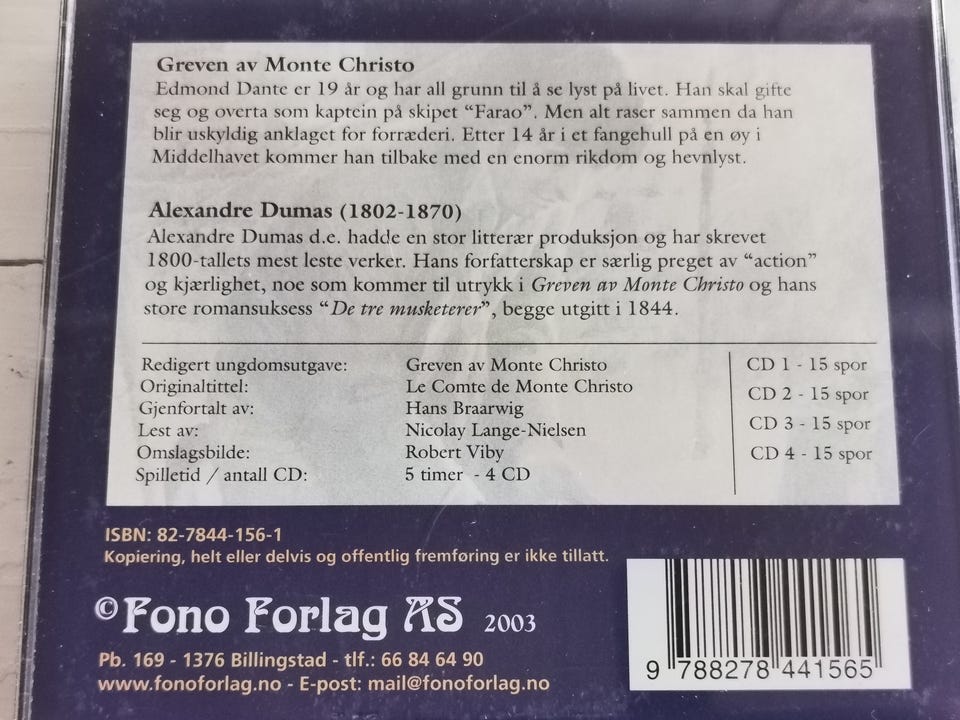 Greven av Monte Christo
Edmond Dante er 19 år og har all grunn til å se lyst på livet. Han skal gifte
seg og overta som kaptein på skipet “Farao”. Men alt raser sammen da han
blir uskyldig anklaget for forræderi. Etter 14 år i et fangehull på en øy i
Middelhavet kommer han tilbake med en enorm rikdom og hevnlyst.
Alexandre Dumas (1802-1870)
Alexandre Dumas d.e. hadde en stor litterær produksjon og har skrevet
1800-tallets mest leste verker. Hans forfatterskap er særlig preget av “action”
og kjærlighet, noe som kommer til utrykk i Greven av Monte Christo og hans
store romansuksess “De tre musketerer”, begge utgitt i 1844.
Redigert ungdomsutgave: Greven av Monte Christo
Originaltittel: Le Comte de Monte Christo
Gjenfortalt av: Hans Braarwig
Lest av: Nicolay Lange-Nielsen
Omslagsbilde: Robert Viby
Spilletid / antall CD: 5 timer - 4 CD
CD 1 - 15 spor
CD 2 - 15 spor
CD 3 - 15 spor
CD 4 - 15 spor
ISBN: 82-7844-156-1
Kopiering, helt eller delvis og offentlig fremføring er ikke tillatt.
© Fono Forlag AS 2003
Pb. 169 - 1376 Billingstad - tlf.: 66 84 64 90
www.fonoforlag.no - E-post: mail@fonoforlag.no
9 788278 441565